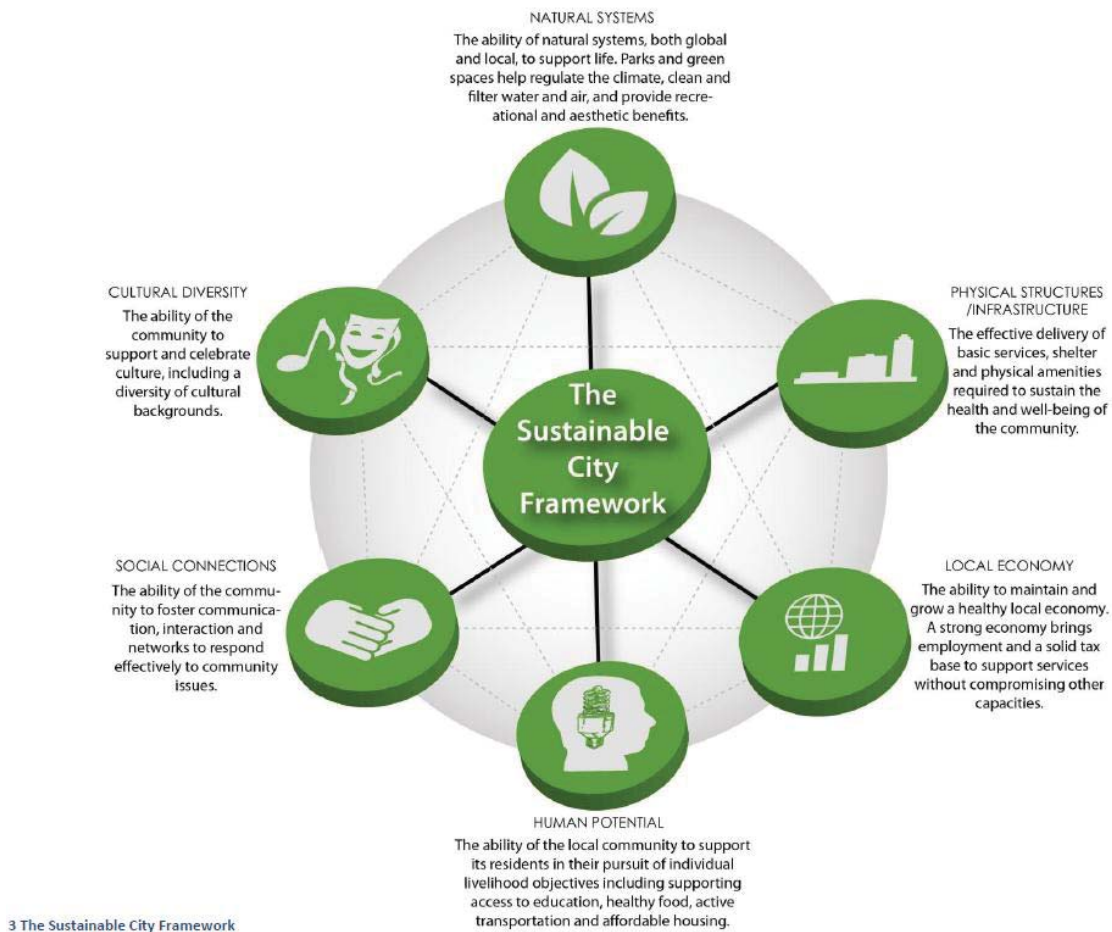 NATURAL SYSTEMS
The ability of natural systems, both global
and local, to support life. Parks and green
spaces help regulate the climate, clean and
filter water and air, and provide recre-
ational and aesthetic benefits.
CULTURAL DIVERSITY
The ability of the
community to
support and celebrate
culture, including a
diversity of cultural
backgrounds.
PHYSICAL STRUCTURES
/INFRASTRUCTURE
The effective delivery of
basic services, shelter
and physical amenities
required to sustain the
health and well-being of
the community.
The
Sustainable
City
Framework
SOCIAL CONNECTIONS
The ability of the commu-
nity to foster communica-
tion, interaction and
networks to respond
effectively to community
issues.
LOCAL ECONOMY
The ability to maintain and
grow a healthy local economy.
A strong economy brings
employment and a solid tax
base to support services
without compromising other
capacities.
HUMAN POTENTIAL
The ability of the local community to support
its residents in their pursuit of individual
livelihood objectives including supporting
access to education, healthy food, active
transportation and affordable housing.
3 The Sustainable City Framework